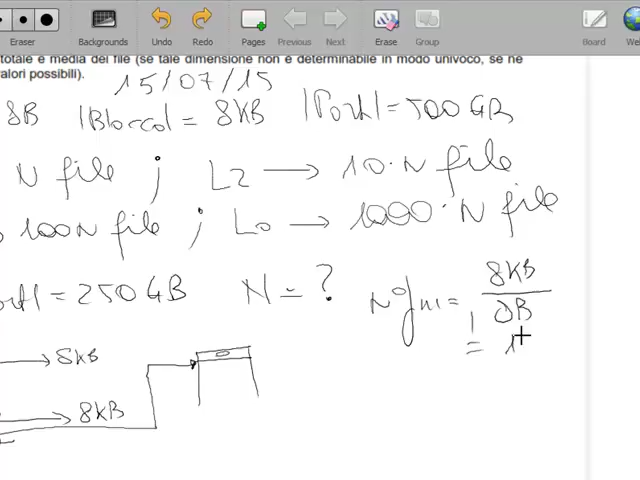 Eraser Backgrounds Undo Redo Pages Previous Next Erase Group Board We
totale e media dei file (se tale dimensione non è determinabile in modo univoco, se ne
valori possibili).
15/07/15
8B |Blocco| = 8KB |Part| = 500 GB
N file ; L2 → 10·N file
100N file ; L0 → 1000·N file
= 250 GB N = ? = 8KB
8B
→ 8KB =
→ 8KB